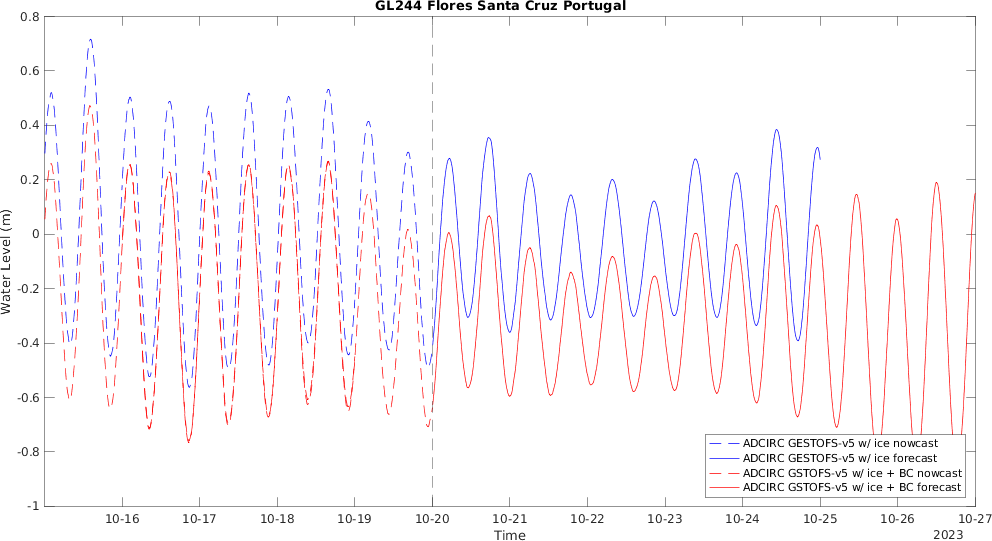 GL244 Flores Santa Cruz Portugal
0.8
0.6
0.4
0.2
0
-0.2
-0.4
-0.6
-0.8
-1
Water Level (m)
ADCIRC GESTOFS-v5 w/ ice nowcast
ADCIRC GESTOFS-v5 w/ ice forecast
ADCIRC GSTOFS-v5 w/ ice + BC nowcast
ADCIRC GSTOFS-v5 w/ ice + BC forecast
10-16 10-17 10-18 10-19 10-20 10-21 10-22 10-23 10-24 10-25 10-26 10-27
Time
2023